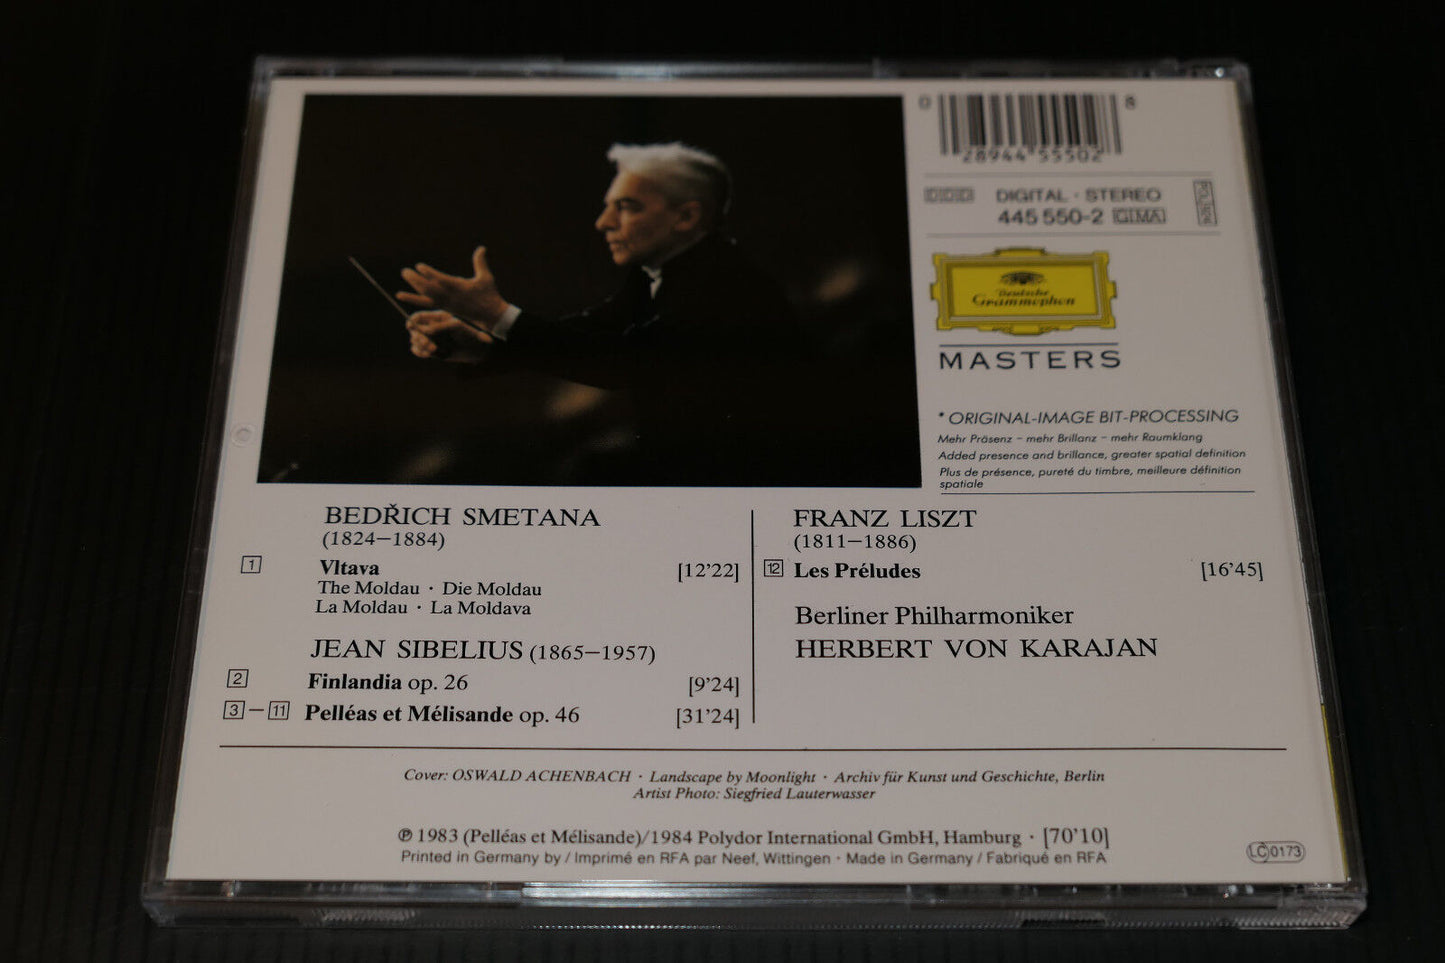 0 28944 55502 8
DDD DIGITAL · STEREO
445 550-2 GIMA
Deutsche
Grammophon
MASTERS
* ORIGINAL-IMAGE BIT-PROCESSING
Mehr Präsenz – mehr Brillanz – mehr Raumklang
Added presence and brillance, greater spatial definition
Plus de présence, pureté du timbre, meilleure définition
spatiale
BEDŘICH SMETANA
(1824–1884)
1 Vltava [12'22]
The Moldau · Die Moldau
La Moldau · La Moldava
JEAN SIBELIUS (1865–1957)
2 Finlandia op. 26 [9'24]
3 – 11 Pelléas et Mélisande op. 46 [31'24]
FRANZ LISZT
(1811–1886)
12 Les Préludes [16'45]
Berliner Philharmoniker
HERBERT VON KARAJAN
Cover: OSWALD ACHENBACH · Landscape by Moonlight · Archiv für Kunst und Geschichte, Berlin
Artist Photo: Siegfried Lauterwasser
℗ 1983 (Pelléas et Mélisande)/1984 Polydor International GmbH, Hamburg · [70'10]
Printed in Germany by / Imprimé en RFA par Neef, Wittingen · Made in Germany / Fabriqué en RFA
LC 0173